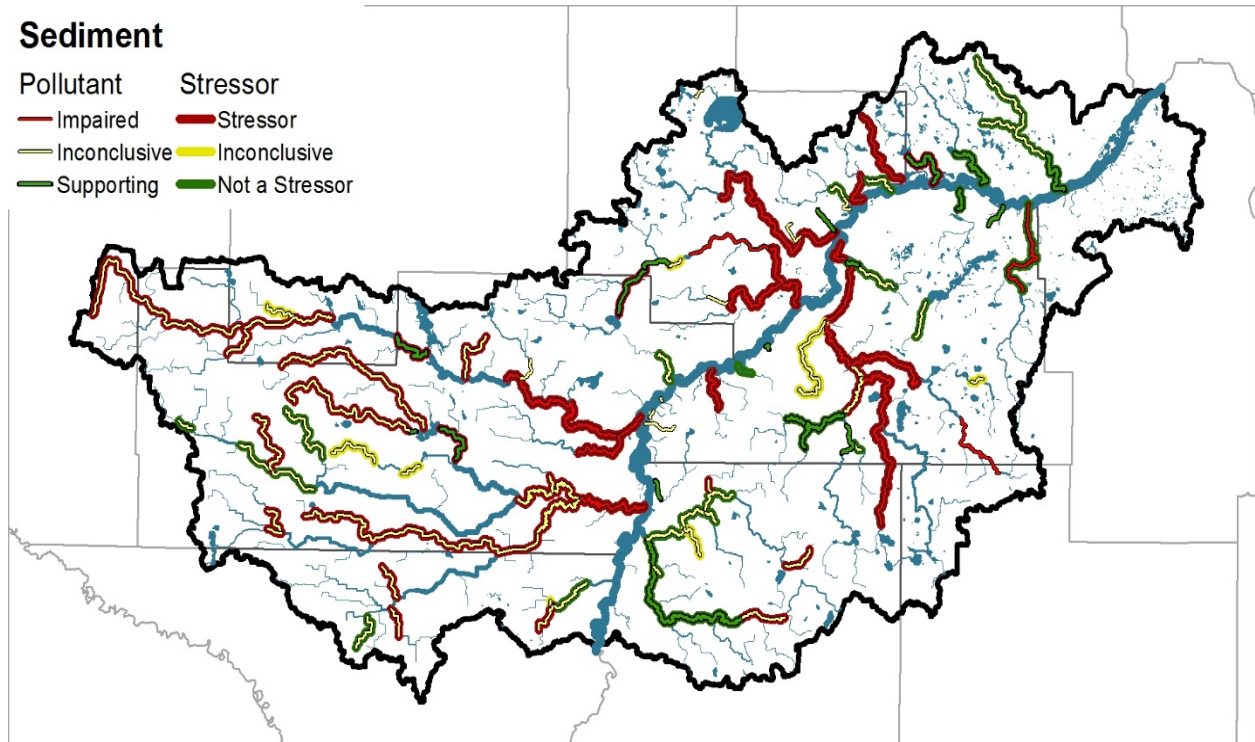 Sediment
Pollutant Stressor
Impaired Stressor
Inconclusive Inconclusive
Supporting Not a Stressor